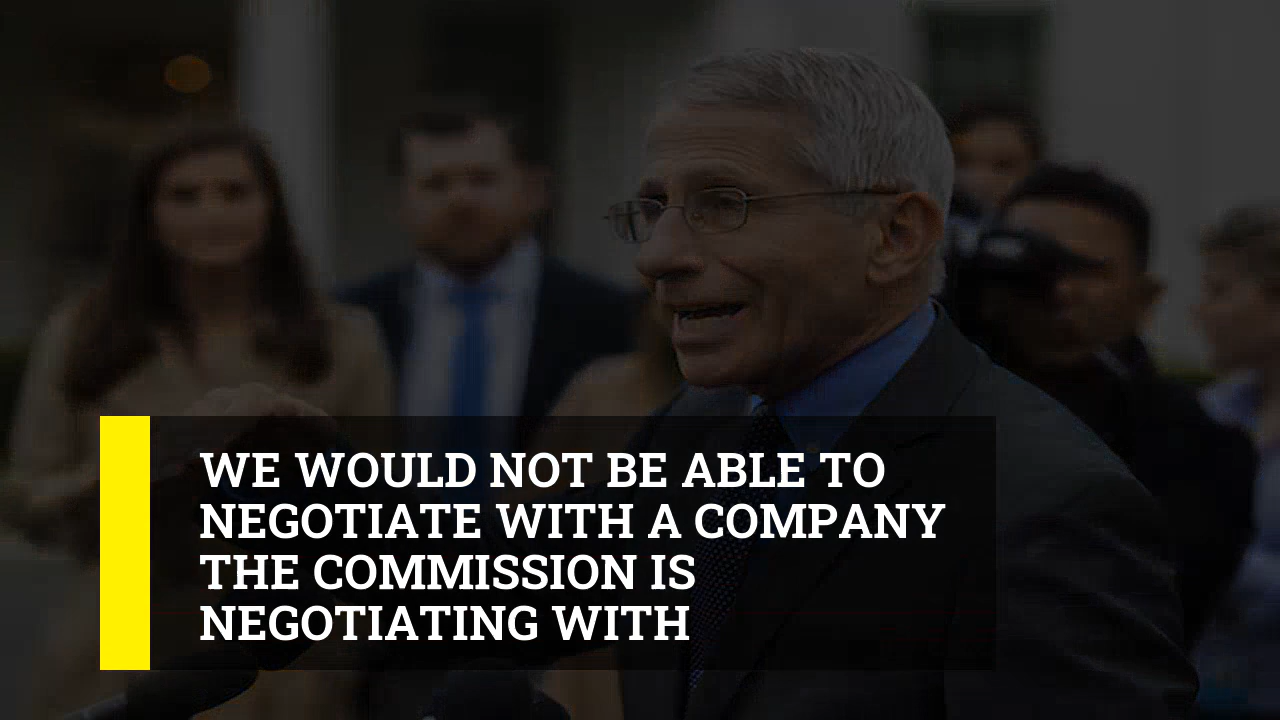 WE WOULD NOT BE ABLE TO
NEGOTIATE WITH A COMPANY
THE COMMISSION IS
NEGOTIATING WITH